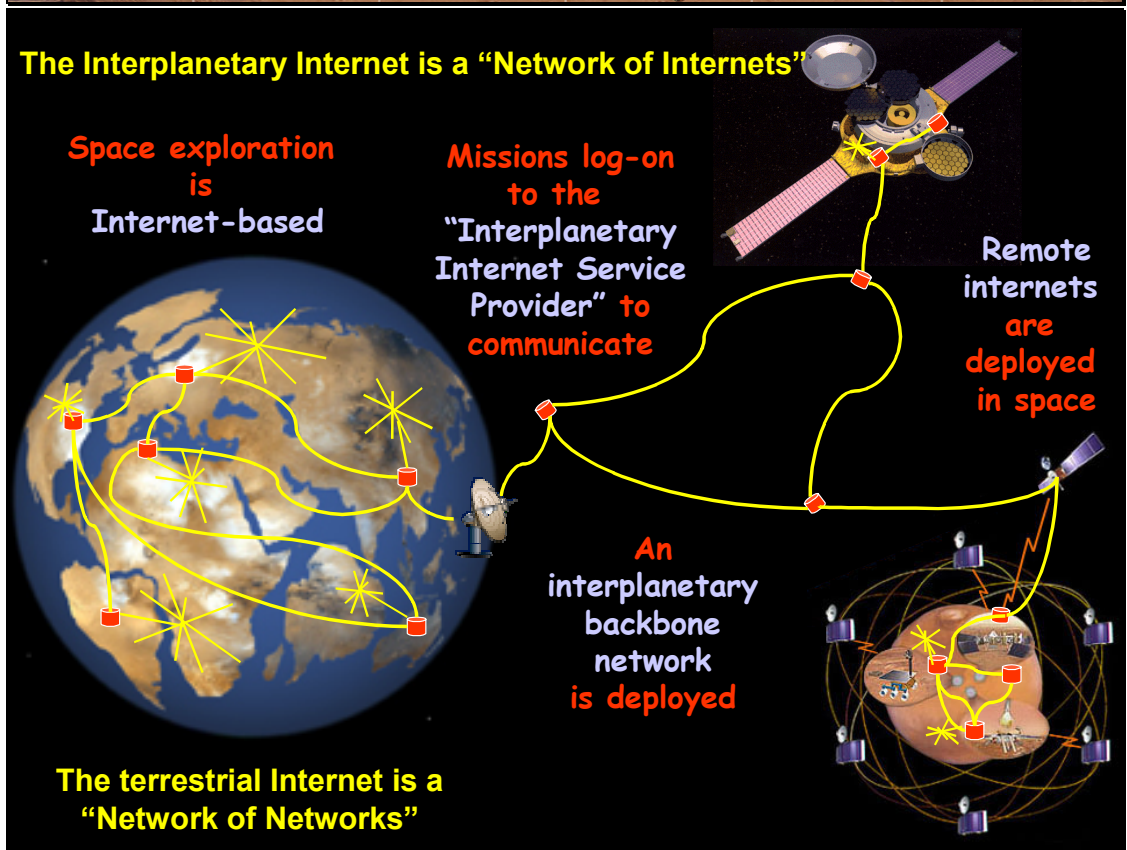 The Interplanetary Internet is a “Network of Internets”
Space exploration
is
Internet-based
Missions log-on
to the
“Interplanetary
Internet Service
Provider” to
communicate
Remote
internets
are
deployed
in space
An
interplanetary
backbone
network
is deployed
The terrestrial Internet is a
“Network of Networks”